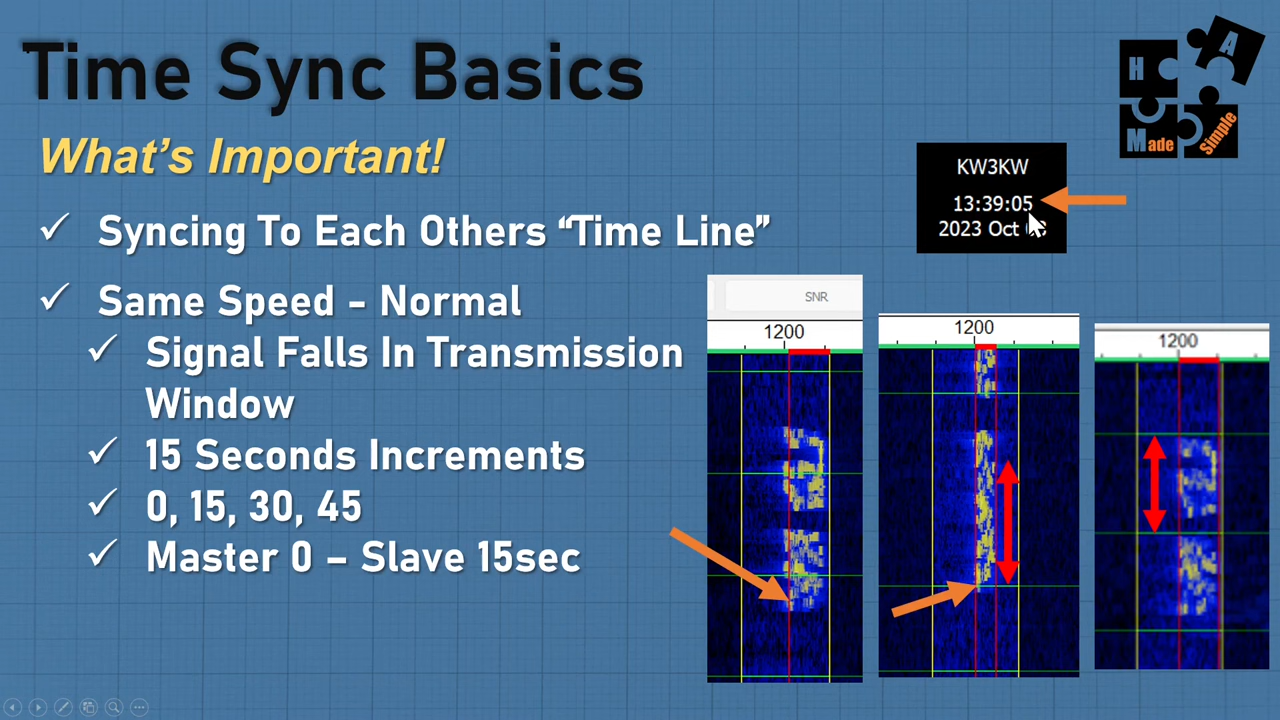 Time Sync Basics
What's Important!
✓ Syncing To Each Others “Time Line”
✓ Same Speed - Normal
✓ Signal Falls In Transmission
Window
✓ 15 Seconds Increments
✓ 0, 15, 30, 45
✓ Master 0 – Slave 15sec
H A
Made Simple
KW3KW
13:39:05
2023 Oct
SNR
1200
1200
1200